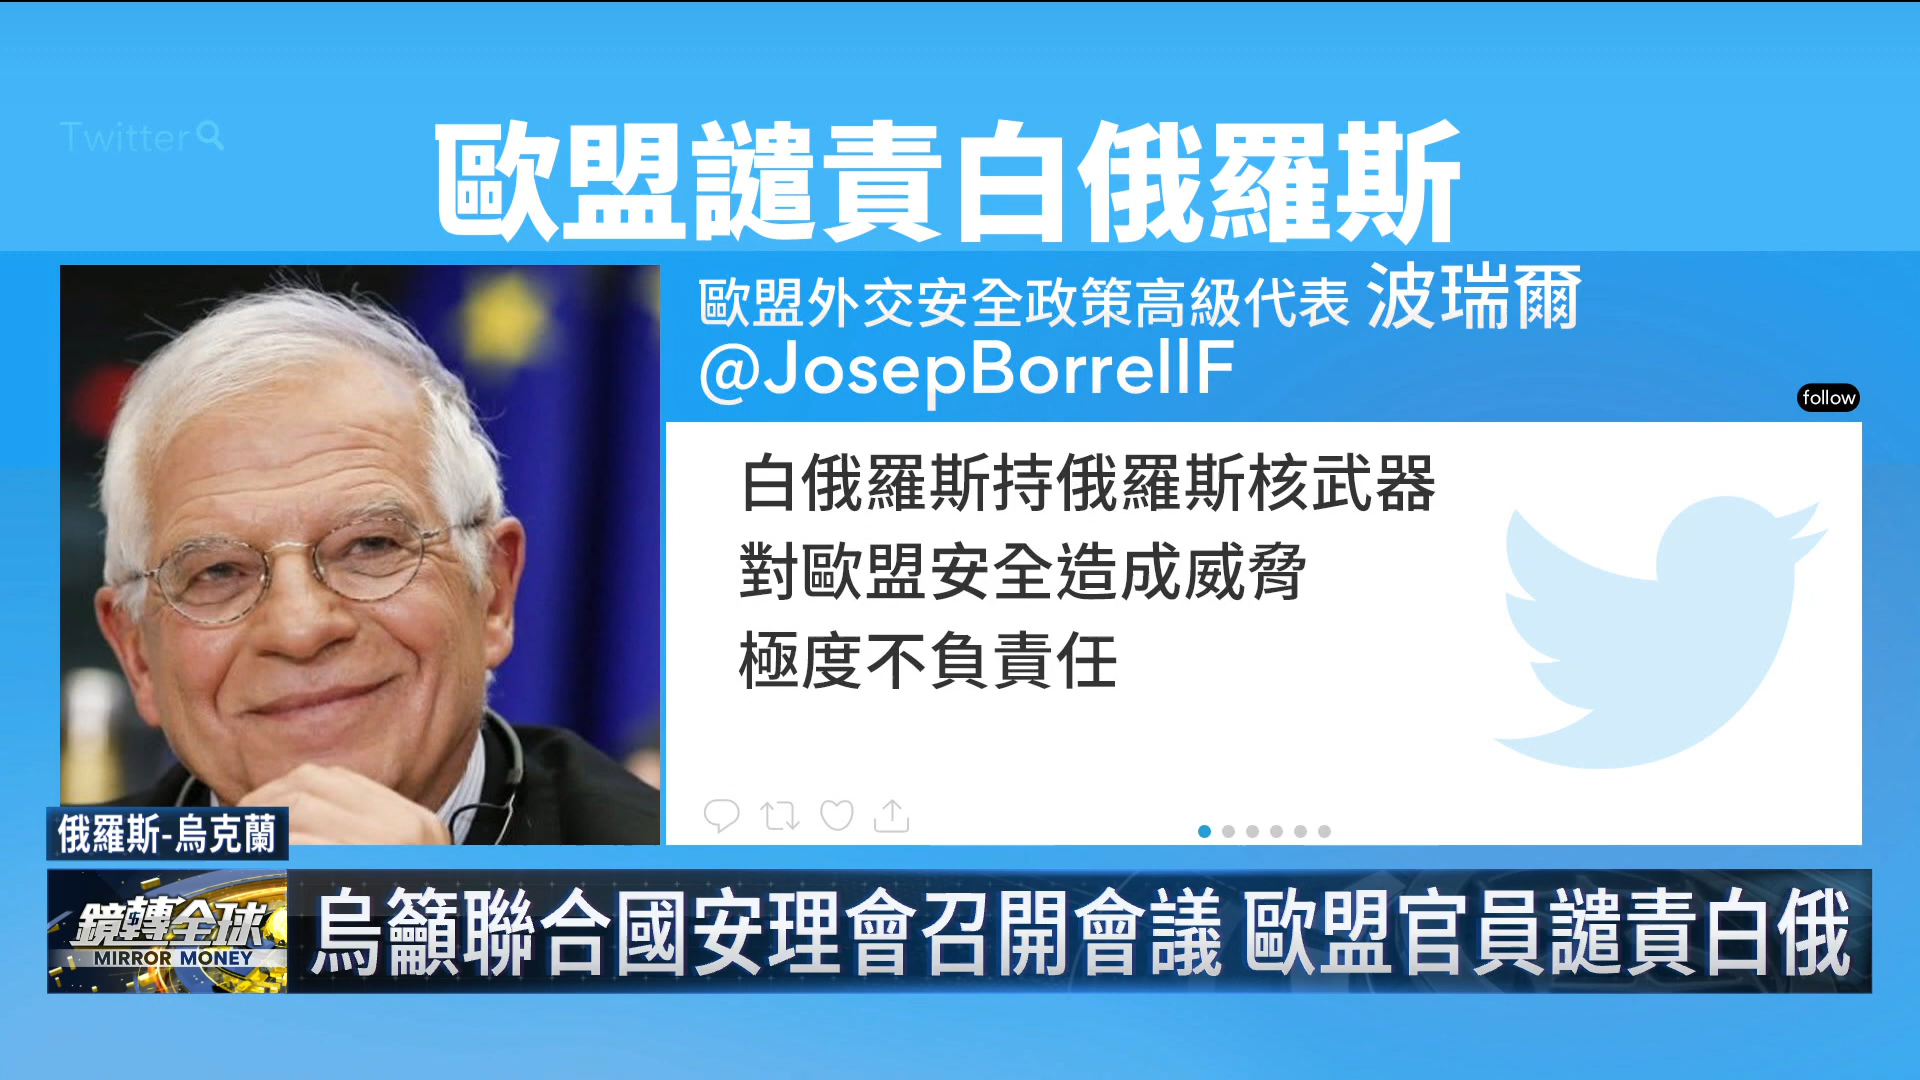 Twitter
歐盟譴責白俄羅斯
歐盟外交安全政策高級代表 波瑞爾
@JosepBorrellF
follow
白俄羅斯持俄羅斯核武器
對歐盟安全造成威脅
極度不負責任
俄羅斯-烏克蘭
鏡轉全球
MIRROR MONEY
烏籲聯合國安理會召開會議 歐盟官員譴責白俄